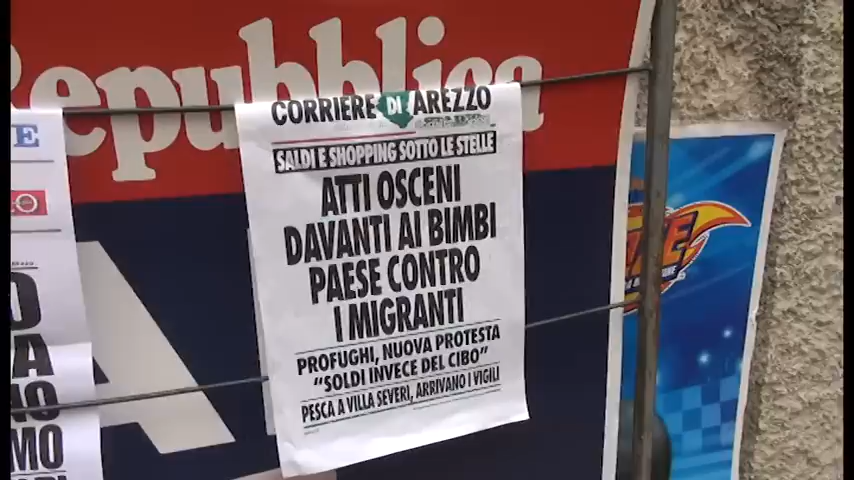 Repubblica
CORRIERE DI AREZZO
SALDI E SHOPPING SOTTO LE STELLE
ATTI OSCENI
DAVANTI AI BIMBI
PAESE CONTRO
I MIGRANTI
PROFUGHI, NUOVA PROTESTA
"SOLDI INVECE DEL CIBO"
PESCA A VILLA SEVERI, ARRIVANO I VIGILI